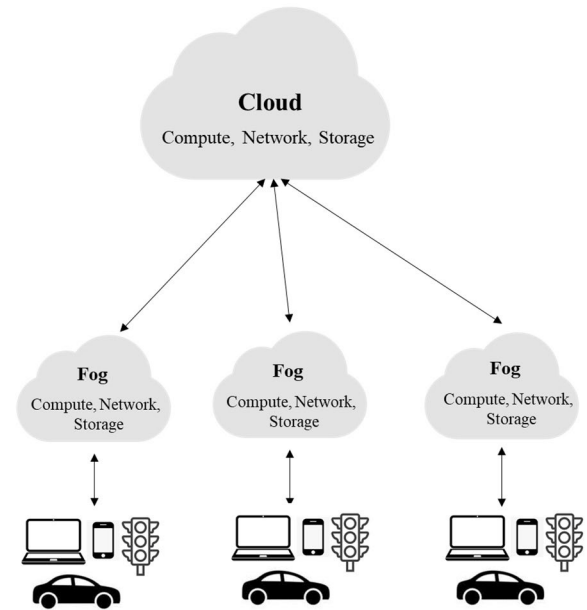 Cloud
Compute, Network, Storage
Fog
Compute, Network,
Storage
Fog
Compute, Network,
Storage
Fog
Compute, Network,
Storage